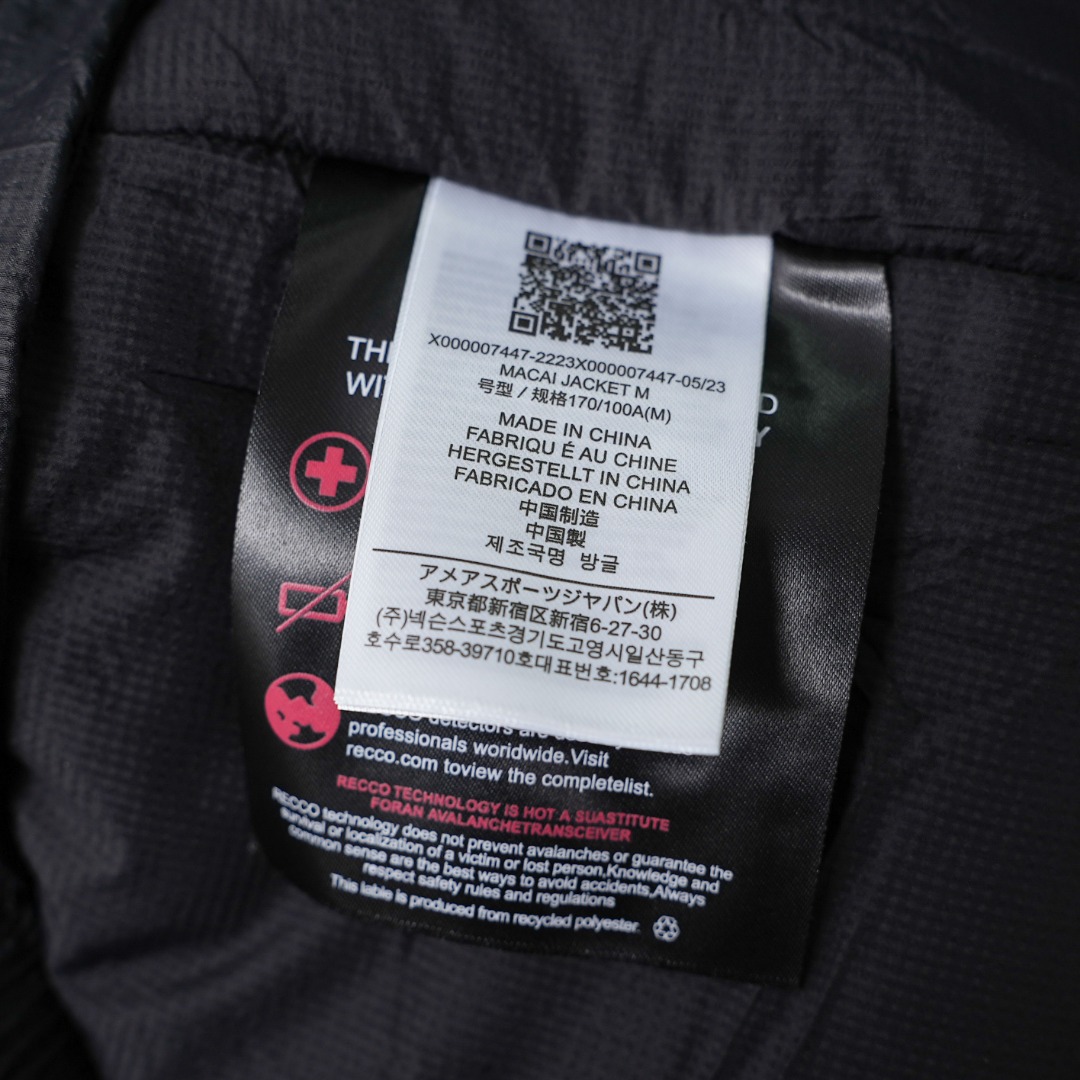 X000007447-2223X000007447-05/23
MACAI JACKET M
号型 / 规格170/100A(M)
MADE IN CHINA
FABRIQU É AU CHINE
HERGESTELLT IN CHINA
FABRICADO EN CHINA
中国制造
中国製
제조국명 방글
アメアスポーツジヤパン(株)
東京都新宿区新宿6-27-30
(주)넥슨스포츠경기도고영시일산동구
호수로358-39710호대표번호:1644-1708
detectors are
professionals woridwide.Visit
recco.com toview the completelist.
RECCO TECHNOLOGY IS HOT A SUASTITUTE
FORAN AVALANCHETRANSCEIVER
RECCO technology does not prevent avalanches or guarantee the
survival or localization of a victim or lost person,Knowledge and
common sense are the best ways to avoid accidents,Always
respect safety rules and regulations
This lable is produced from recycled polyester.